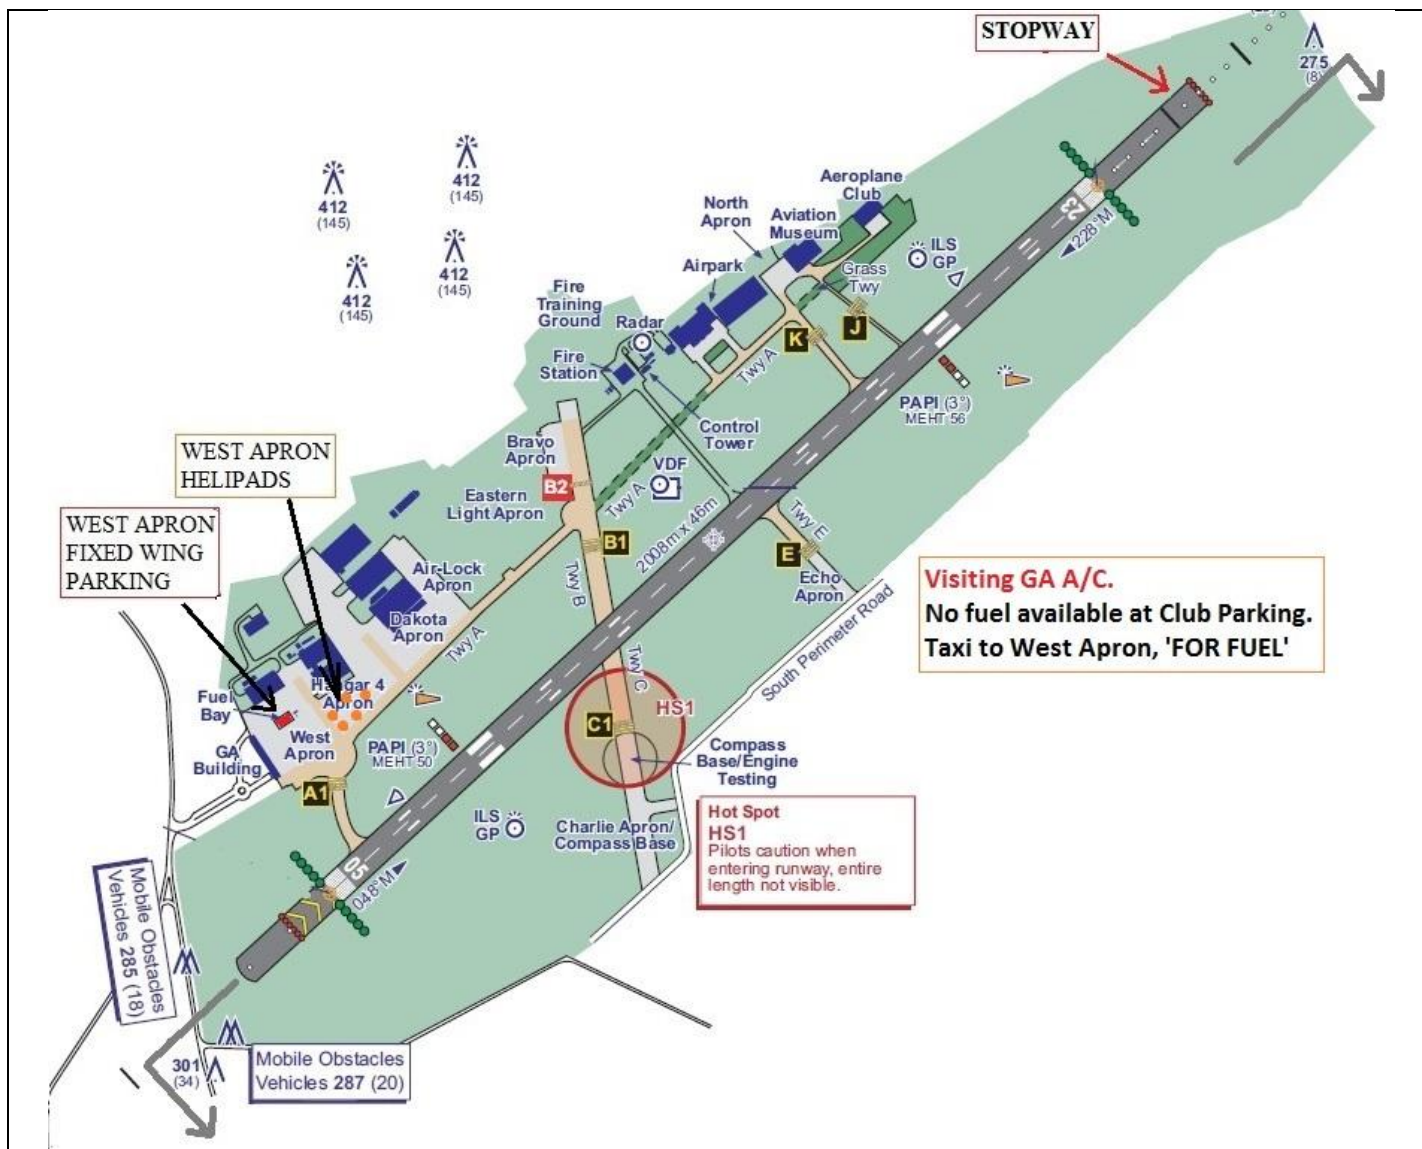 STOPWAY
275
(8)
412
(145)
412
(145)
412
(145)
412
(145)
Aeroplane
Club
North
Apron
Aviation
Museum
23
228°M
ILS
GP
Airpark
Grass
Twy
Fire
Training
Ground
Radar
J
K
Twy A
Fire
Station
PAPI (3°)
MEHT 56
Control
Tower
WEST APRON
HELIPADS
Bravo
Apron
VDF
B2
Eastern
Light Apron
Twy A
2008m x 46m
Twy E
WEST APRON
FIXED WING
PARKING
B1
E
Echo
Apron
Air-Lock
Apron
Twy B
Visiting GA A/C.
No fuel available at Club Parking.
Taxi to West Apron, 'FOR FUEL'
Dakota
Apron
Twy A
Twy C
South Perimeter Road
Hangar 4
Apron
Fuel
Bay
HS1
C1
West
Apron
GA
Building
PAPI (3°)
MEHT 50
Compass
Base/Engine
Testing
A1
ILS
GP
Charlie Apron/
Compass Base
Hot Spot
HS1
Pilots caution when
entering runway, entire
length not visible.
05
048°M
Mobile Obstacles
Vehicles 285 (18)
301
(34)
Mobile Obstacles
Vehicles 287 (20)